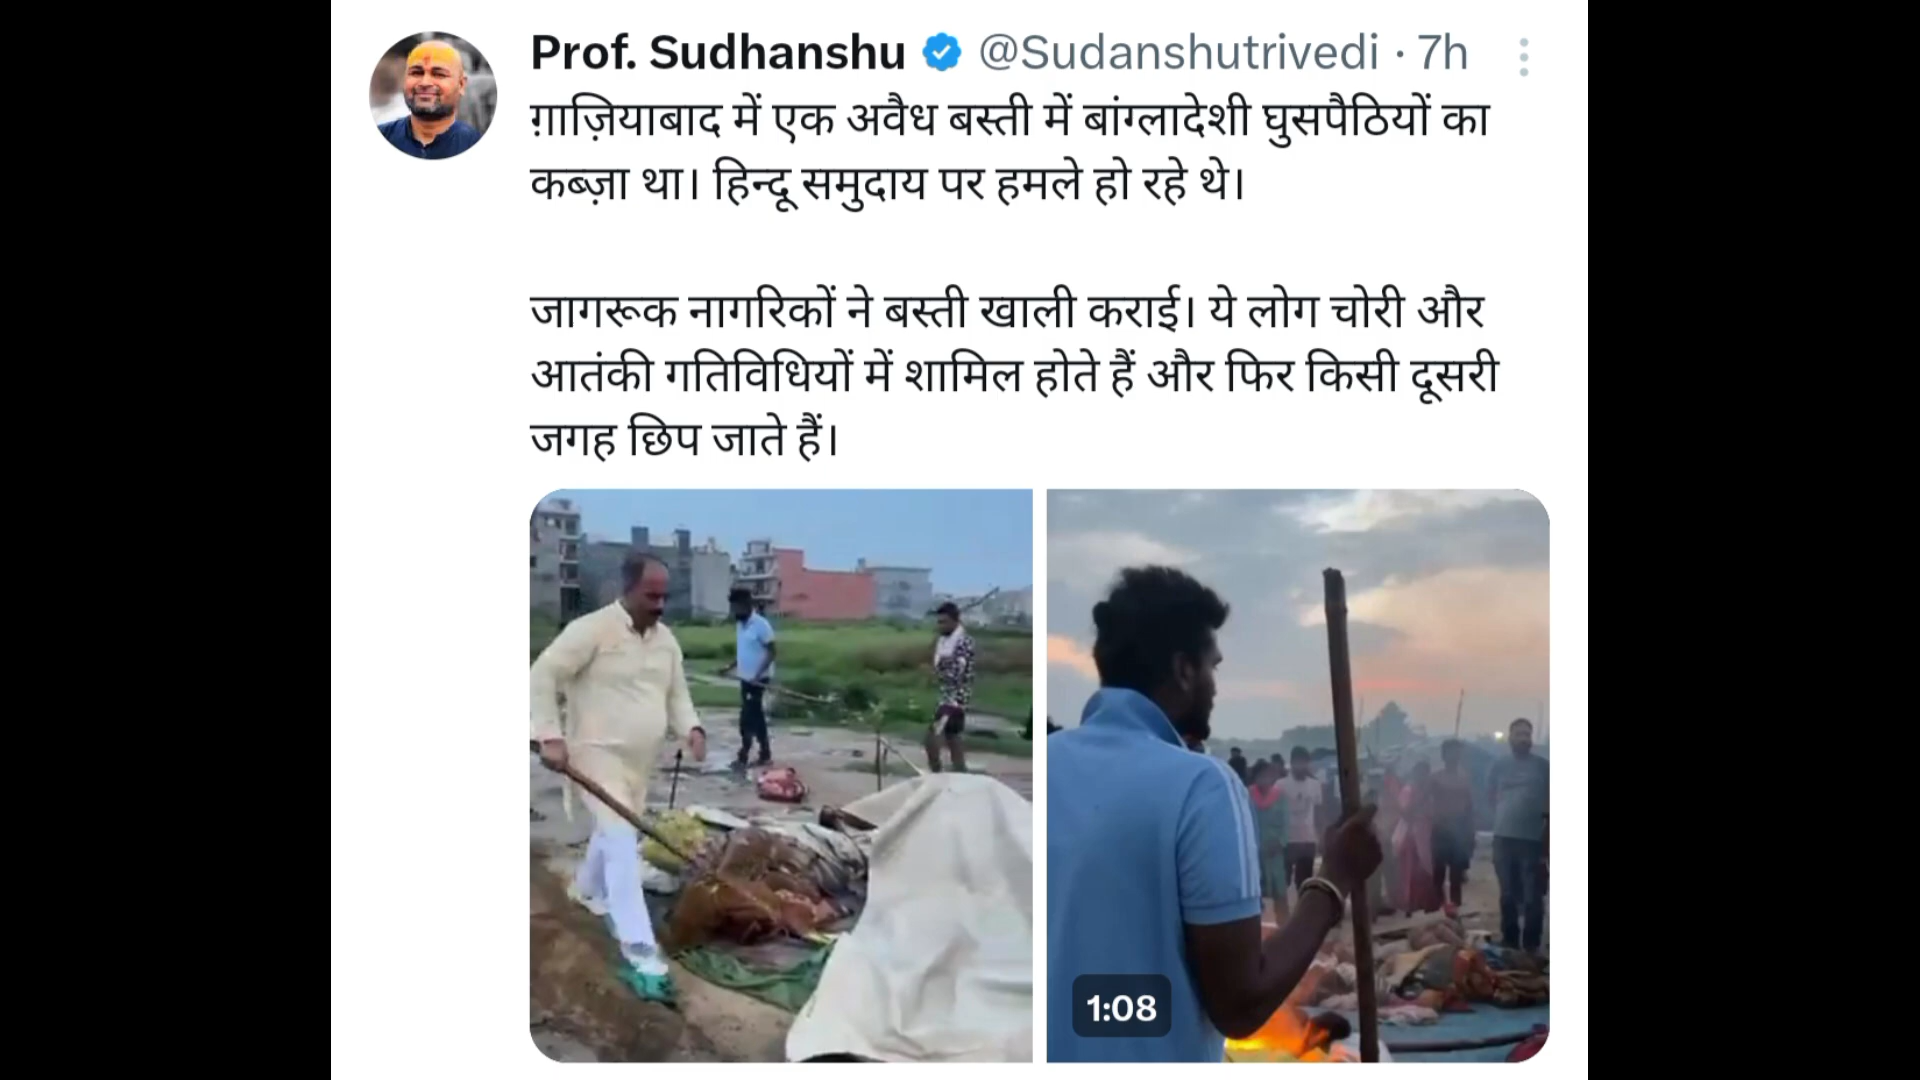 Prof. Sudhanshu @Sudanshutrivedi · 7h
ग़ाज़ियाबाद में एक अवैध बस्ती में बांग्लादेशी घुसपैठियों का
कब्ज़ा था। हिन्दू समुदाय पर हमले हो रहे थे।
जागरूक नागरिकों ने बस्ती खाली कराई। ये लोग चोरी और
आतंकी गतिविधियों में शामिल होते हैं और फिर किसी दूसरी
जगह छिप जाते हैं।
1:08